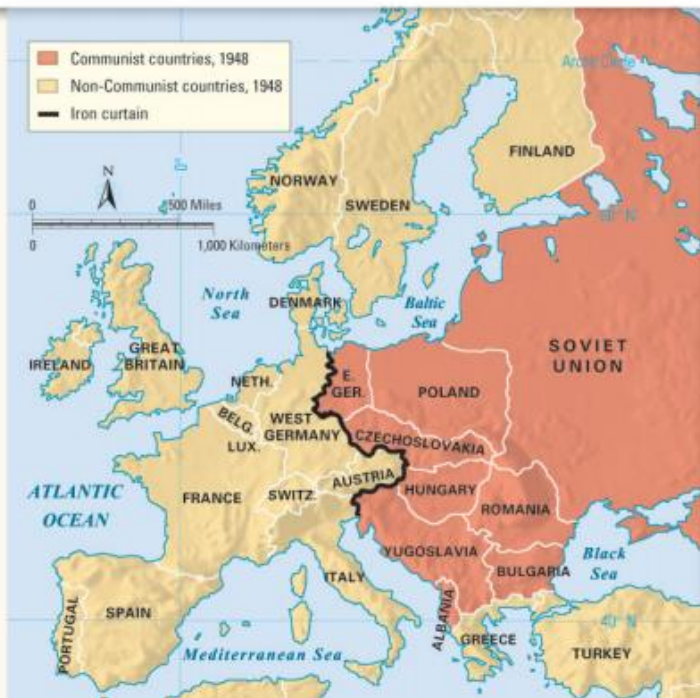 Communist countries, 1948
Non-Communist countries, 1948
Iron curtain
Arctic Circle
N
0
500 Miles
0
1,000 Kilometers
FINLAND
NORWAY
SWEDEN
North
Sea
DENMARK
Baltic
Sea
SOVIET
UNION
IRELAND
GREAT
BRITAIN
NETH.
E.
GER.
POLAND
BELG.
WEST
GERMANY
LUX.
CZECHOSLOVAKIA
ATLANTIC
OCEAN
FRANCE
SWITZ.
AUSTRIA
HUNGARY
ROMANIA
YUGOSLAVIA
BULGARIA
Black
Sea
ITALY
PORTUGAL
SPAIN
ALBANIA
GREECE
40° N
TURKEY
Mediterranean Sea